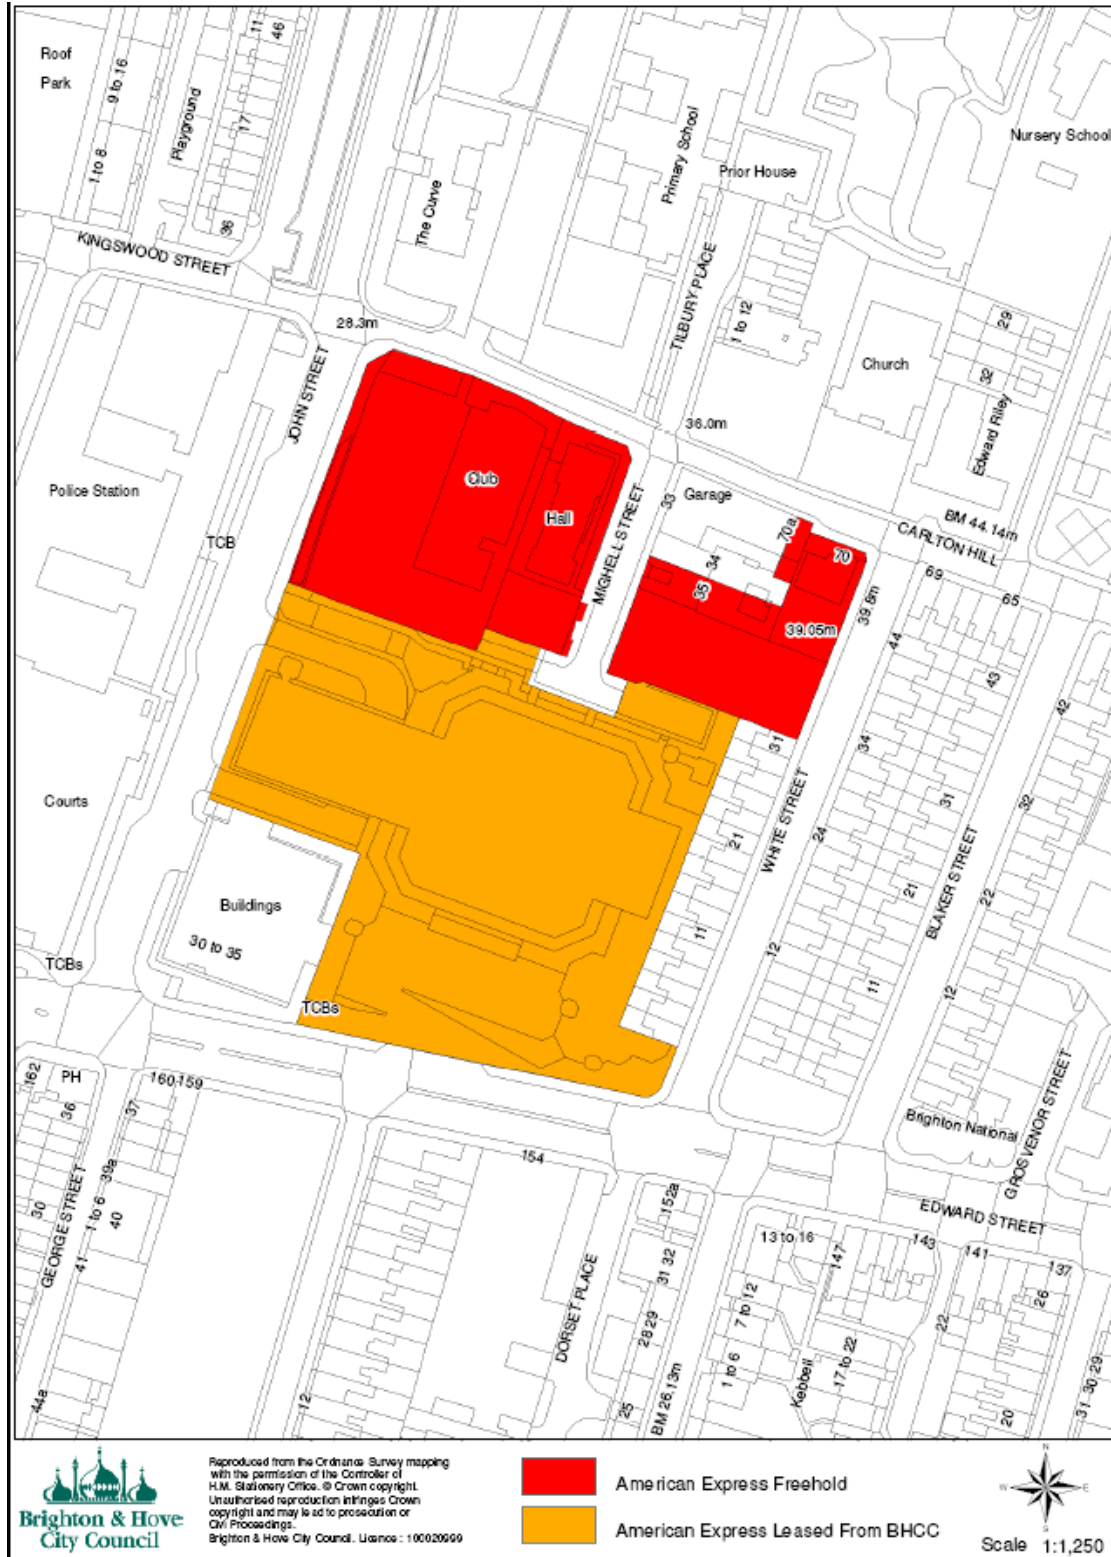 Roof
Park
1 to 8
9 to 16
Playground
11
46
17
36
KINGSWOOD STREET
The Curve
28.3m
Primary School
Prior House
Nursery School
TILBURY PLACE
1 to 12
Church
29
32
Edward Riley
JOHN STREET
36.0m
Police Station
TCB
Club
Hall
MIGHELL STREET
33
Garage
34
35
70a
70
BM 44.14m
CARLTON HILL
69
65
39.8m
39.05m
44
43
42
34
31
31
32
24
21
21
22
WHITE STREET
BLAKER STREET
Courts
Buildings
30 to 35
11
12
11
12
TCBs
TCBs
162
PH
36
160
159
37
30
39a
1 to 6
40
41
GEORGE STREET
44a
12
154
152a
Brighton National
GROSVENOR STREET
EDWARD STREET
13 to 16
147
143
141
137
26
31 32
7 to 12
22
DORSET PLACE
28 29
1 to 6
17 to 22
Kebbell
25
BM 26.13m
20
31 30 29
Brighton & Hove
City Council
Reproduced from the Ordnance Survey mapping
with the permission of the Controller of
H.M. Stationery Office. © Crown copyright.
Unauthorised reproduction infringes Crown
copyright and may lead to prosecution or
Civil Proceedings.
Brighton & Hove City Council. Licence : 100020999
American Express Freehold
American Express Leased From BHCC
N
W
E
S
Scale 1:1,250